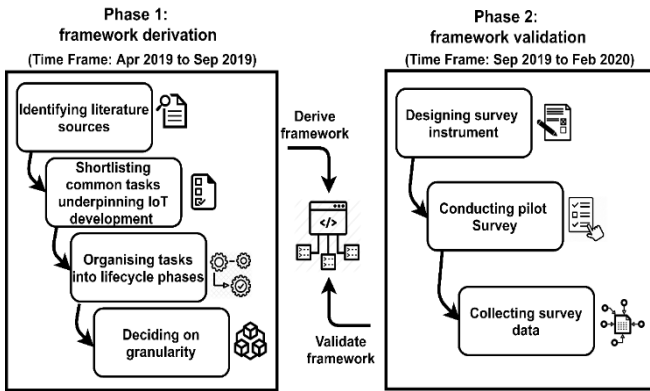 Phase 1:
framework derivation
(Time Frame: Apr 2019 to Sep 2019)
Identifying literature
sources
Shortlisting
common tasks
underpinning IoT
development
Organising tasks
into lifecycle phases
Deciding on
granularity
Derive
framework
</>
Validate
framework
Phase 2:
framework validation
(Time Frame: Sep 2019 to Feb 2020)
Designing survey
instrument
Conducting pilot
Survey
Collecting survey
data